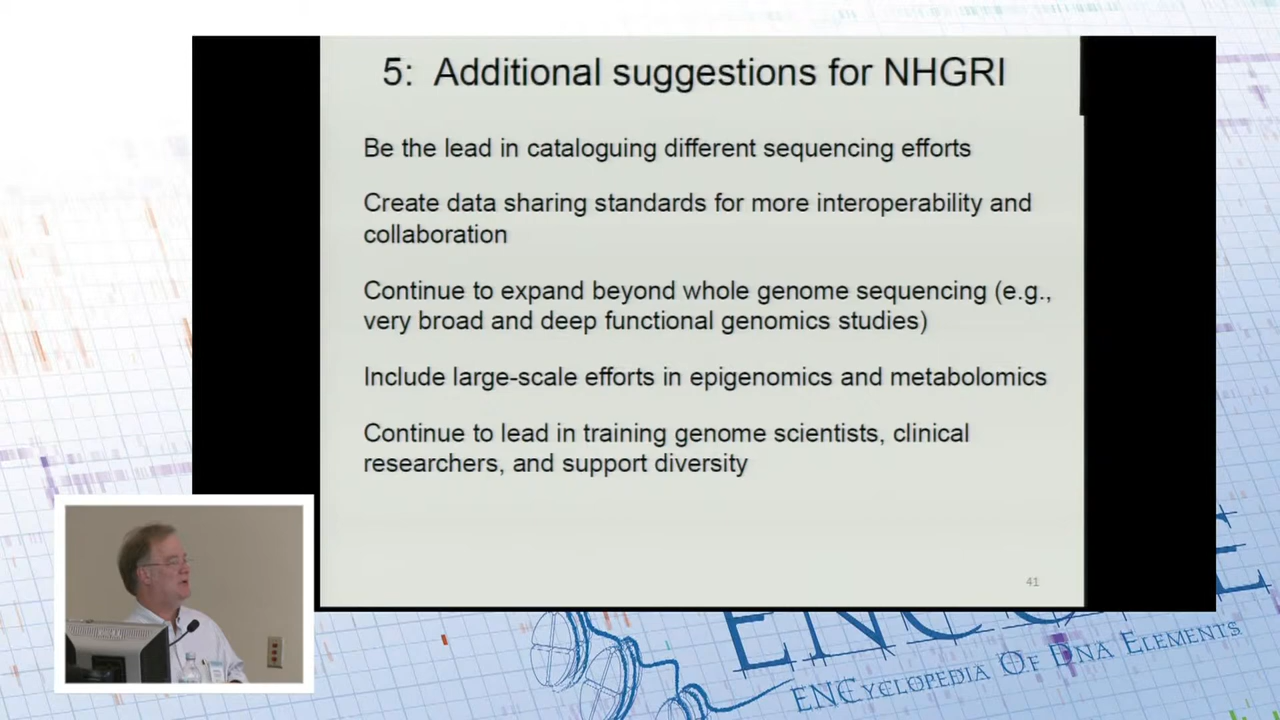 5: Additional suggestions for NHGRI
Be the lead in cataloguing different sequencing efforts
Create data sharing standards for more interoperability and
collaboration
Continue to expand beyond whole genome sequencing (e.g.,
very broad and deep functional genomics studies)
Include large-scale efforts in epigenomics and metabolomics
Continue to lead in training genome scientists, clinical
researchers, and support diversity
41
ENCODE
ENCYCLOPEDIA OF DNA ELEMENTS